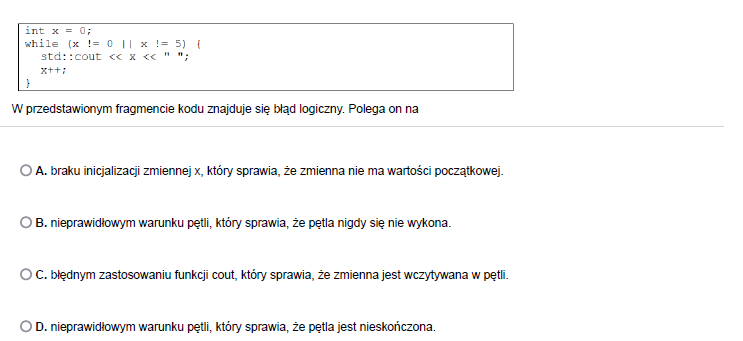 int x = 0;
while (x != 0 || x != 5) {
std::cout << x << " ";
x++;
}
W przedstawionym fragmencie kodu znajduje się błąd logiczny. Polega on na
A. braku inicjalizacji zmiennej x, który sprawia, że zmienna nie ma wartości początkowej.
B. nieprawidłowym warunku pętli, który sprawia, że pętla nigdy się nie wykona.
C. błędnym zastosowaniu funkcji cout, który sprawia, że zmienna jest wczytywana w pętli.
D. nieprawidłowym warunku pętli, który sprawia, że pętla jest nieskończona.